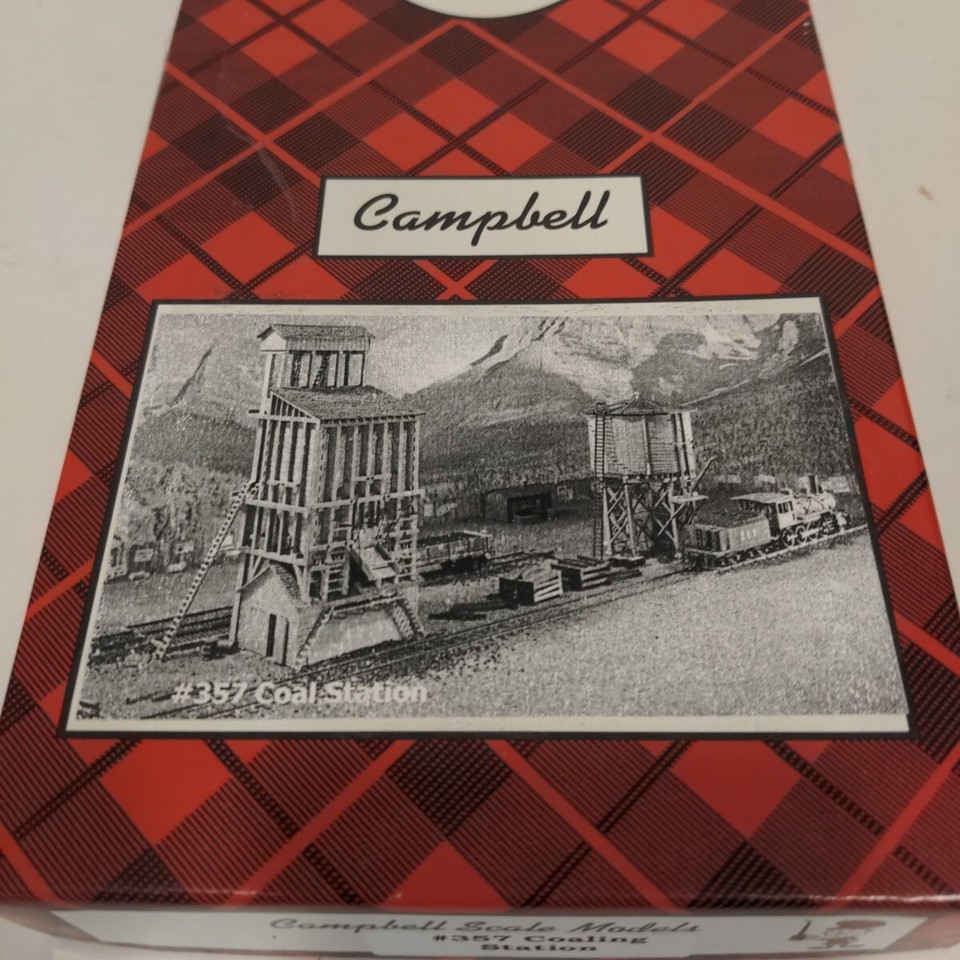 Campbell
#357 Coal Station
Campbell Scale Models
#357 Coaling
Station